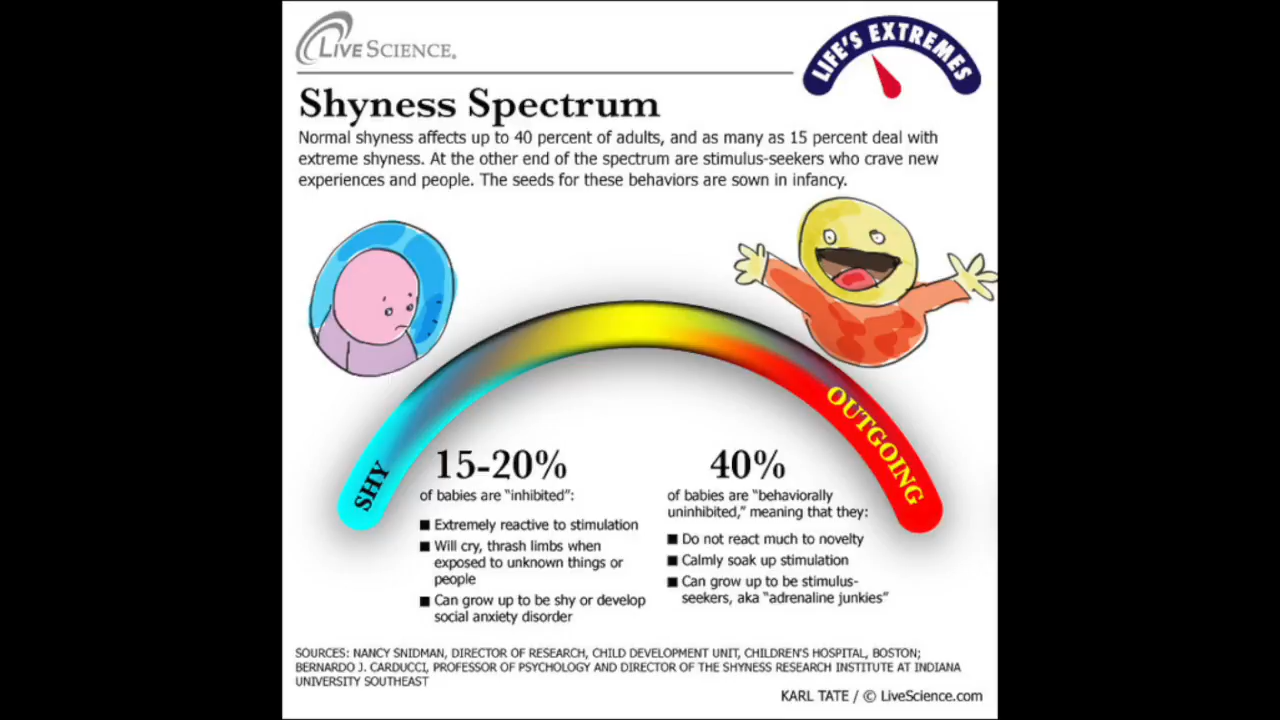 LIVESCIENCE®
LIFE'S EXTREMES
Shyness Spectrum
Normal shyness affects up to 40 percent of adults, and as many as 15 percent deal with
extreme shyness. At the other end of the spectrum are stimulus-seekers who crave new
experiences and people. The seeds for these behaviors are sown in infancy.
SHY
OUTGOING
15-20%
of babies are “inhibited”:
■ Extremely reactive to stimulation
■ Will cry, thrash limbs when
exposed to unknown things or
people
■ Can grow up to be shy or develop
social anxiety disorder
40%
of babies are “behaviorally
uninhibited,” meaning that they:
■ Do not react much to novelty
■ Calmly soak up stimulation
■ Can grow up to be stimulus-
seekers, aka “adrenaline junkies”
SOURCES: NANCY SNIDMAN, DIRECTOR OF RESEARCH, CHILD DEVELOPMENT UNIT, CHILDREN'S HOSPITAL, BOSTON;
BERNARDO J. CARDUCCI, PROFESSOR OF PSYCHOLOGY AND DIRECTOR OF THE SHYNESS RESEARCH INSTITUTE AT INDIANA
UNIVERSITY SOUTHEAST
KARL TATE / © LiveScience.com